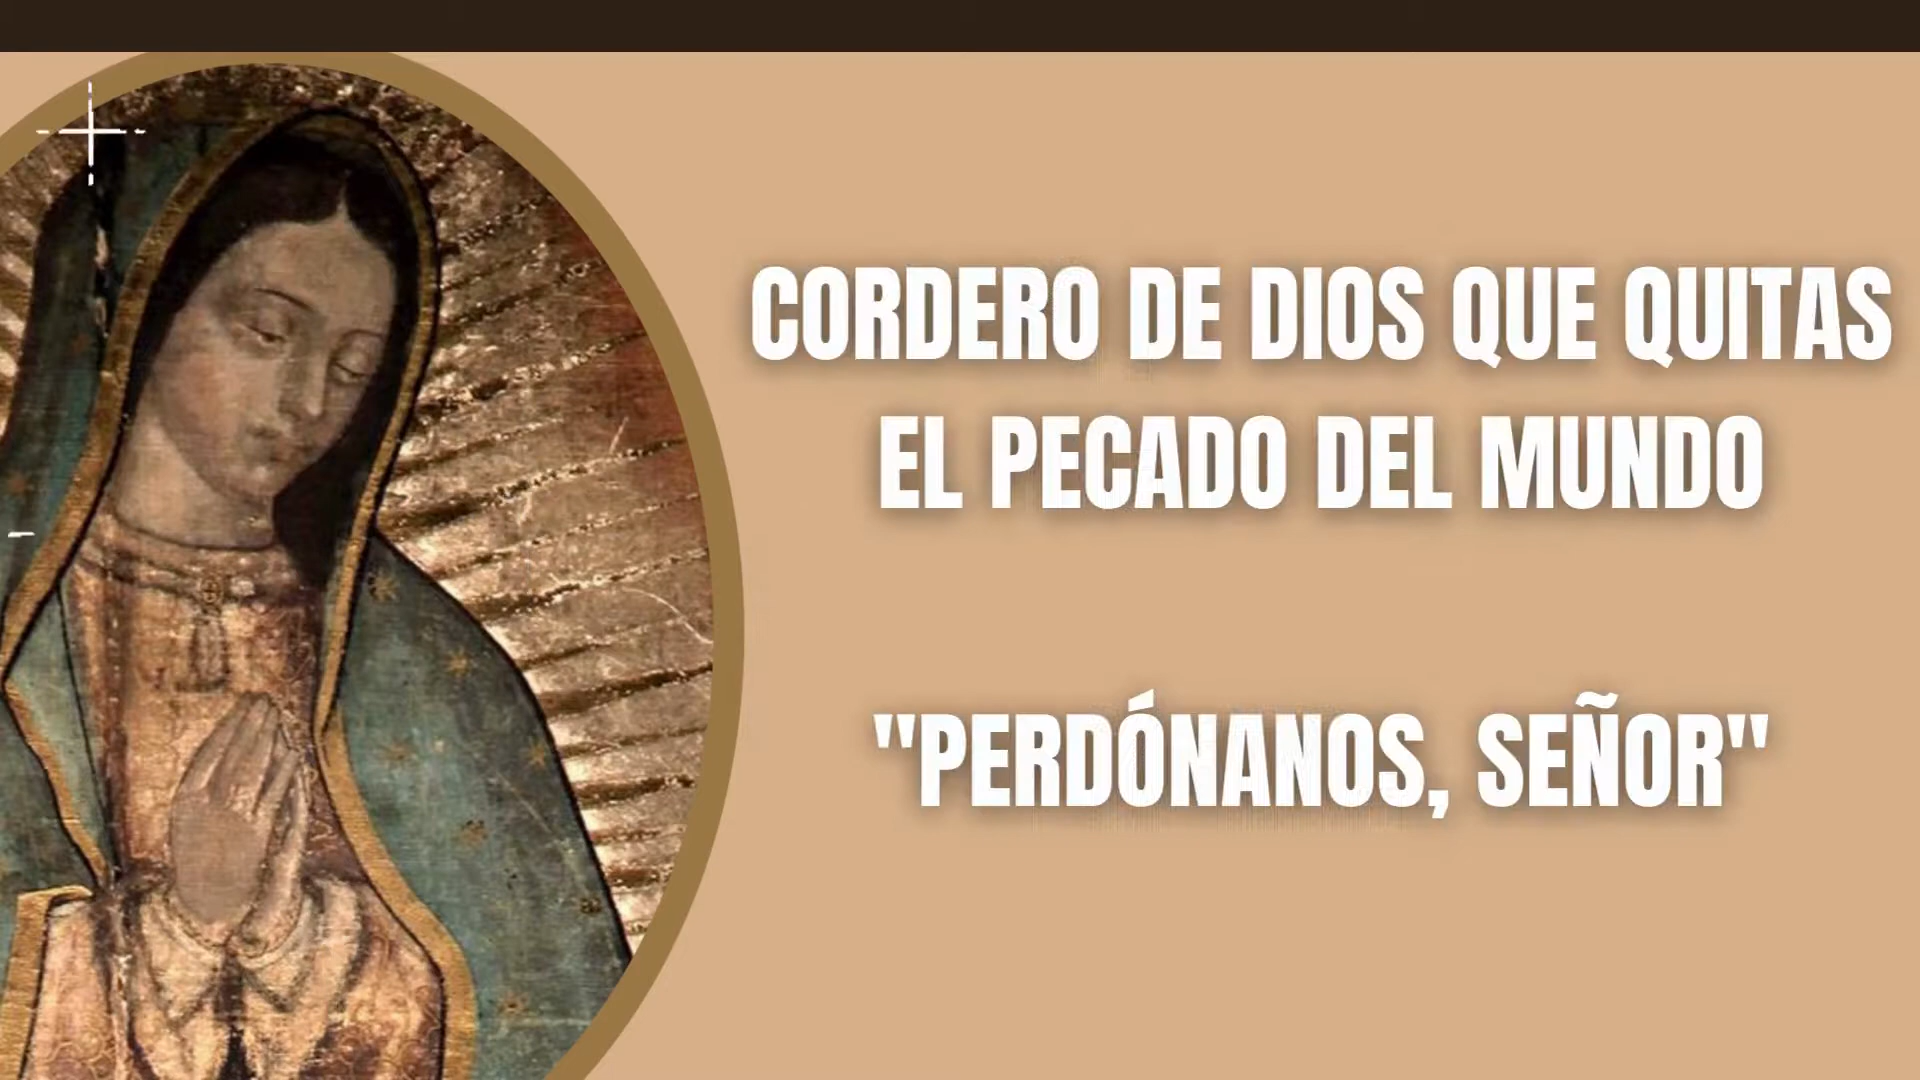 CORDERO DE DIOS QUE QUITAS
EL PECADO DEL MUNDO
"PERDÓNANOS, SEÑOR"